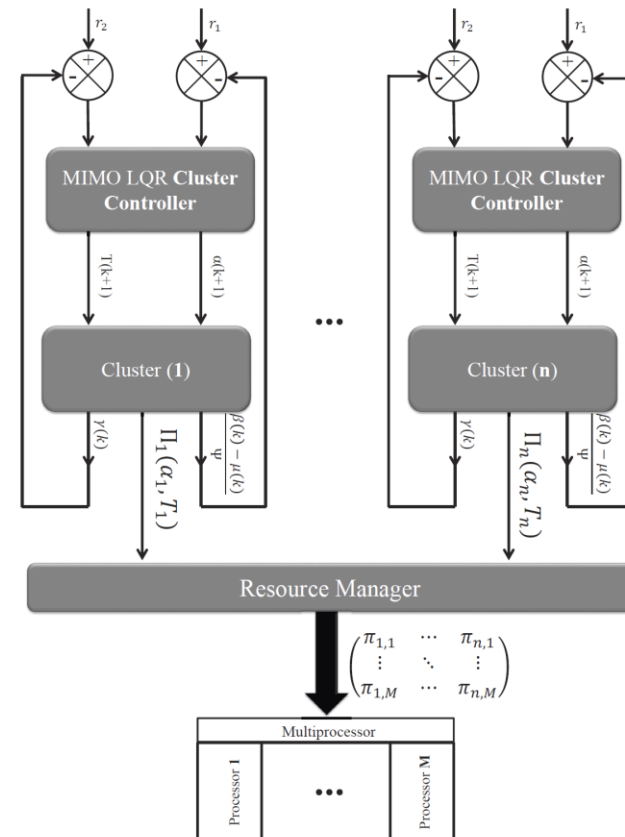 r₂ r₁ r₂ r₁
+ + + +
- - - -
MIMO LQR Cluster
Controller
MIMO LQR Cluster
Controller
T(k+1) α(k+1) T(k+1) α(k+1)
•••
Cluster (1)
Cluster (n)
γ(k)
Π₁(α₁,T₁)
β(k) − μ(k)
Ψ
γ(k)
Πₙ(αₙ,Tₙ)
β(k) − μ(k)
Ψ
Resource Manager
π₁,₁ ⋯ πₙ,₁
⋮ ⋱ ⋮
π₁,M ⋯ πₙ,M
Multiprocessor
Processor 1
•••
Processor M